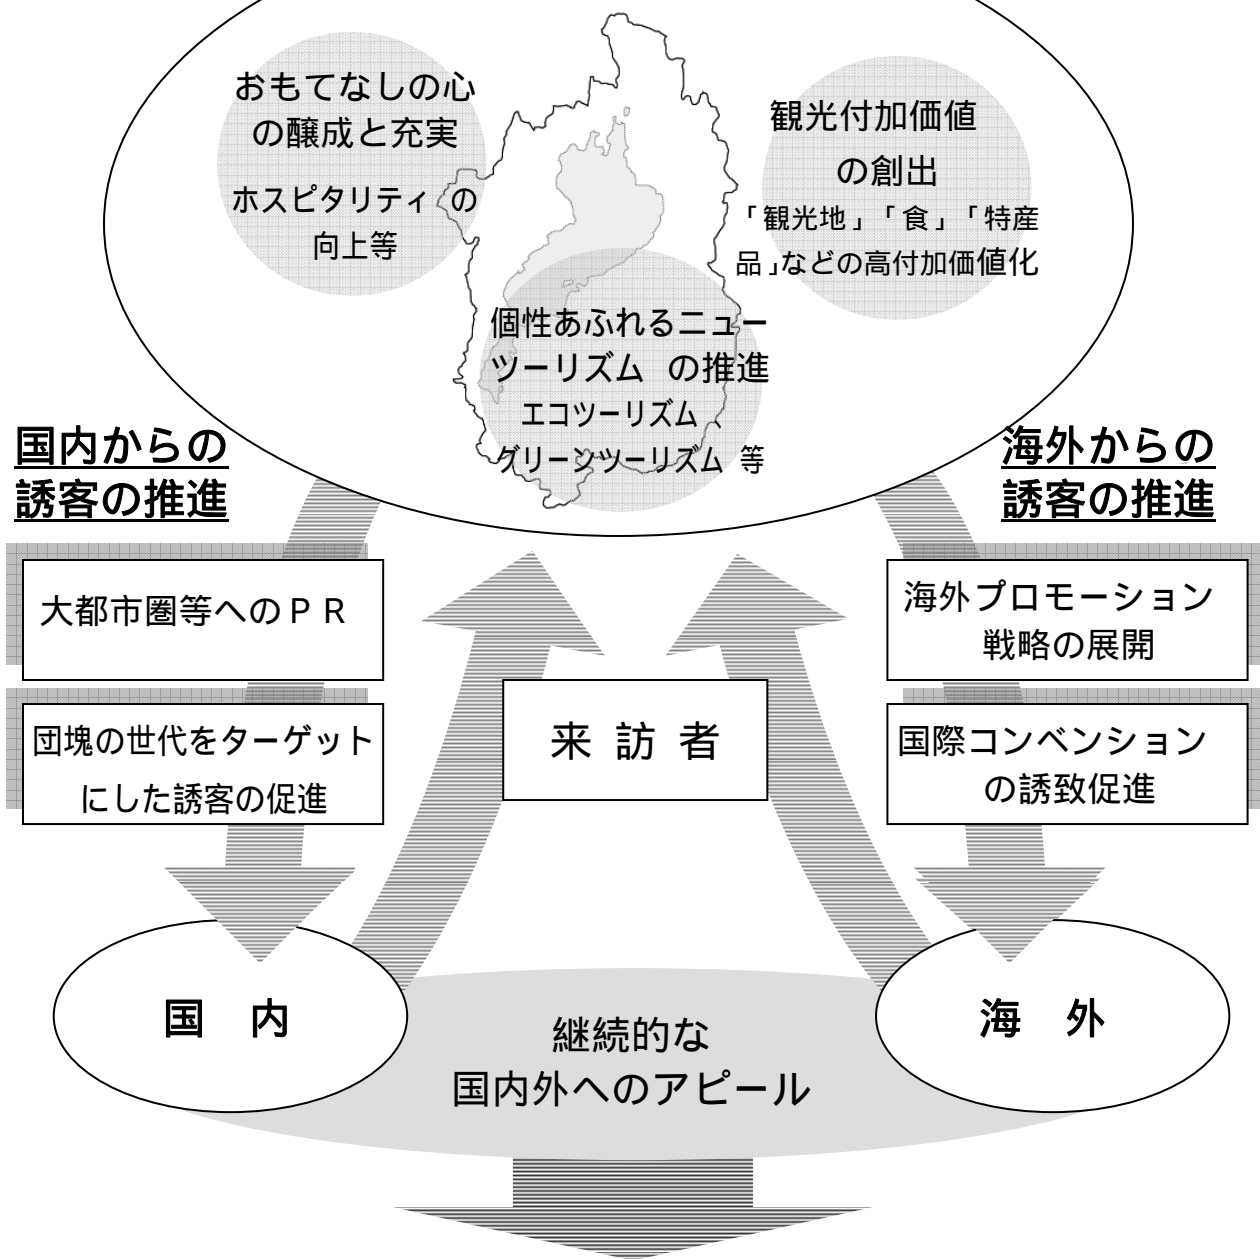 おもてなしの心
の醸成と充実
ホスピタリティ の
向上等
観光付加価値
の創出
「観光地」「食」「特産
品」などの高付加価値化
個性あふれるニュー
ツーリズム の推進
エコツーリズム 、
グリーンツーリズム 等
国内からの
誘客の推進
海外からの
誘客の推進
大都市圏等へのＰＲ
団塊の世代をターゲット
にした誘客の促進
海外プロモーション
戦略の展開
国際コンベンション
の誘致促進
来 訪 者
国 内
海 外
継続的な
国内外へのアピール